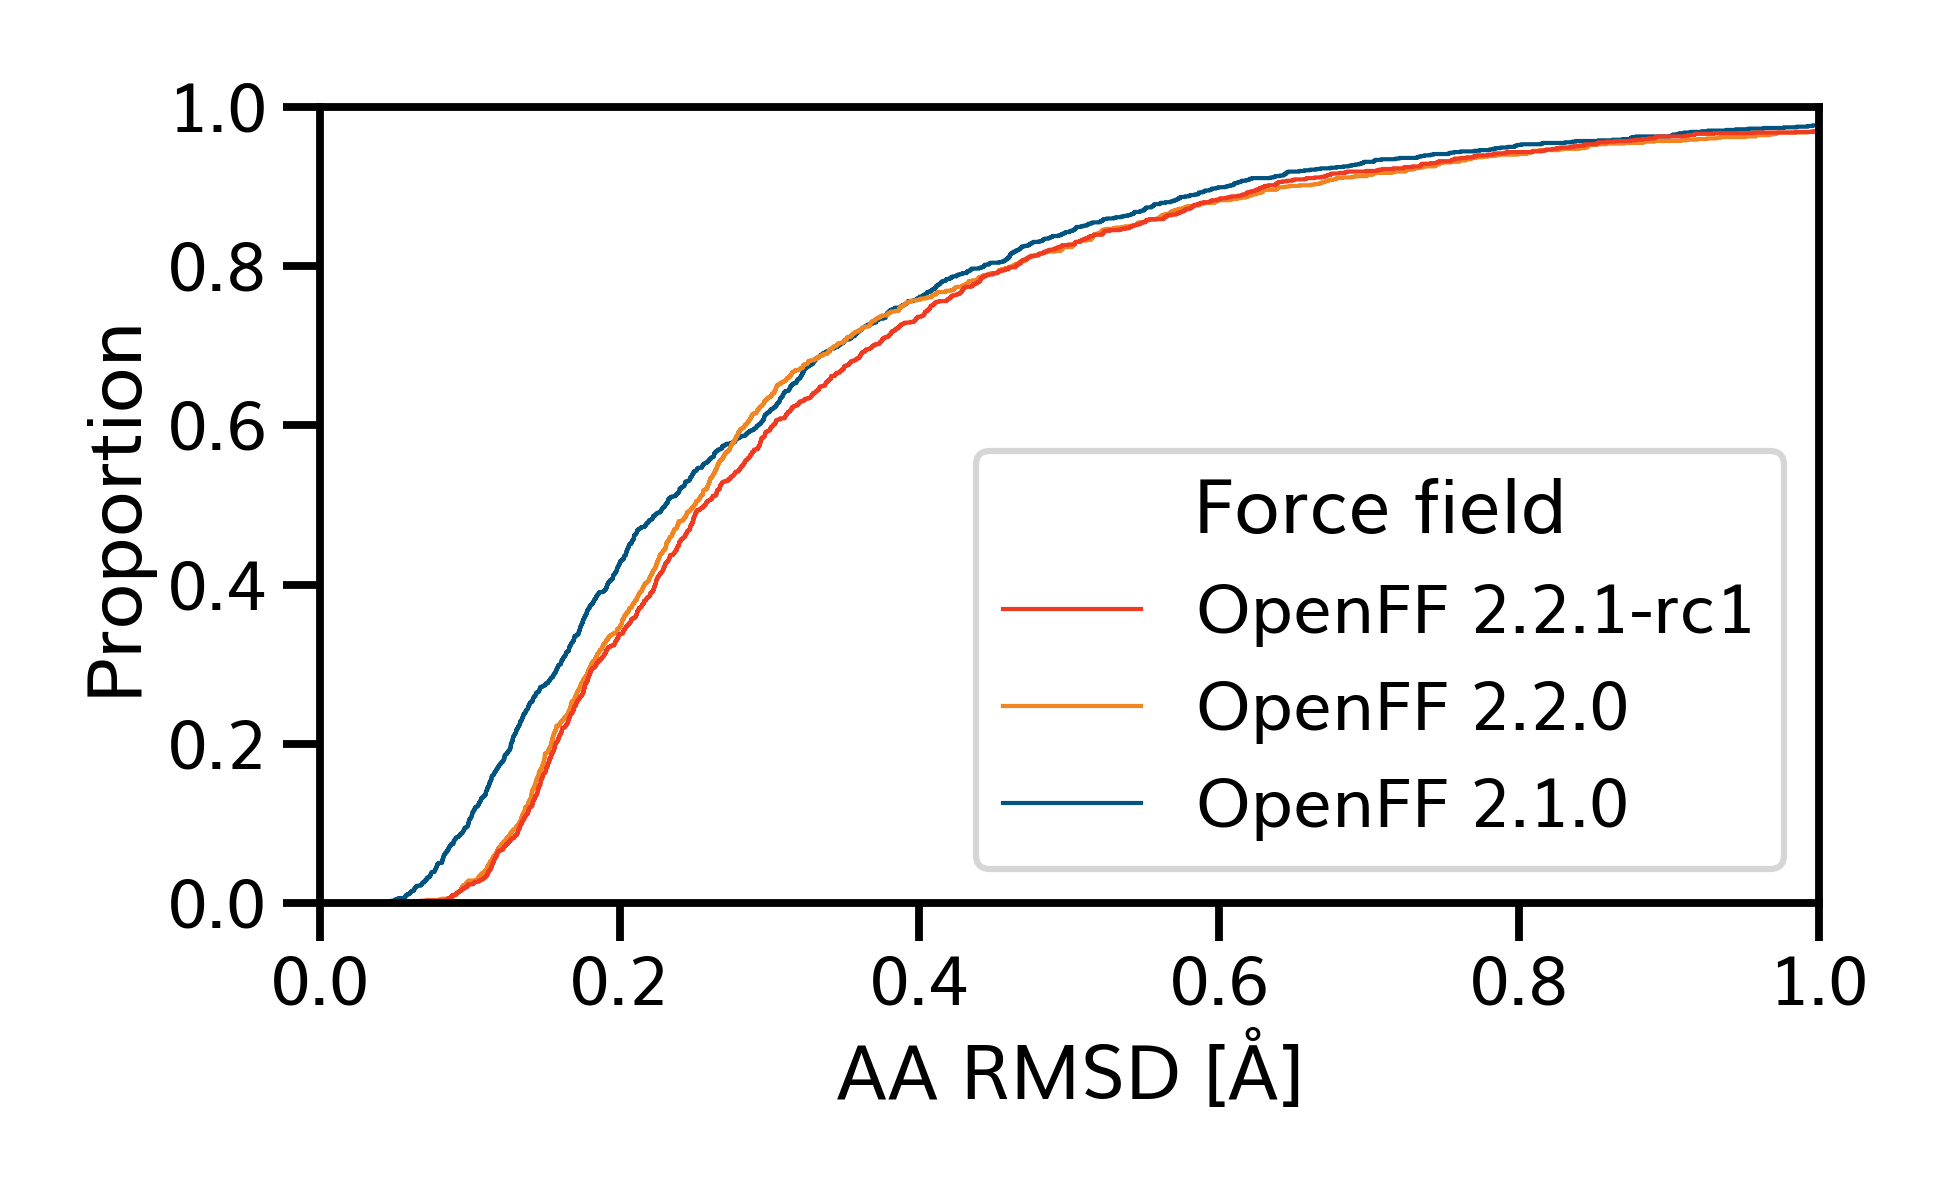 1.0
0.8
0.6
0.4
0.2
0.0
Proportion
0.0 0.2 0.4 0.6 0.8 1.0
AA RMSD [Å]
Force field
OpenFF 2.2.1-rc1
OpenFF 2.2.0
OpenFF 2.1.0